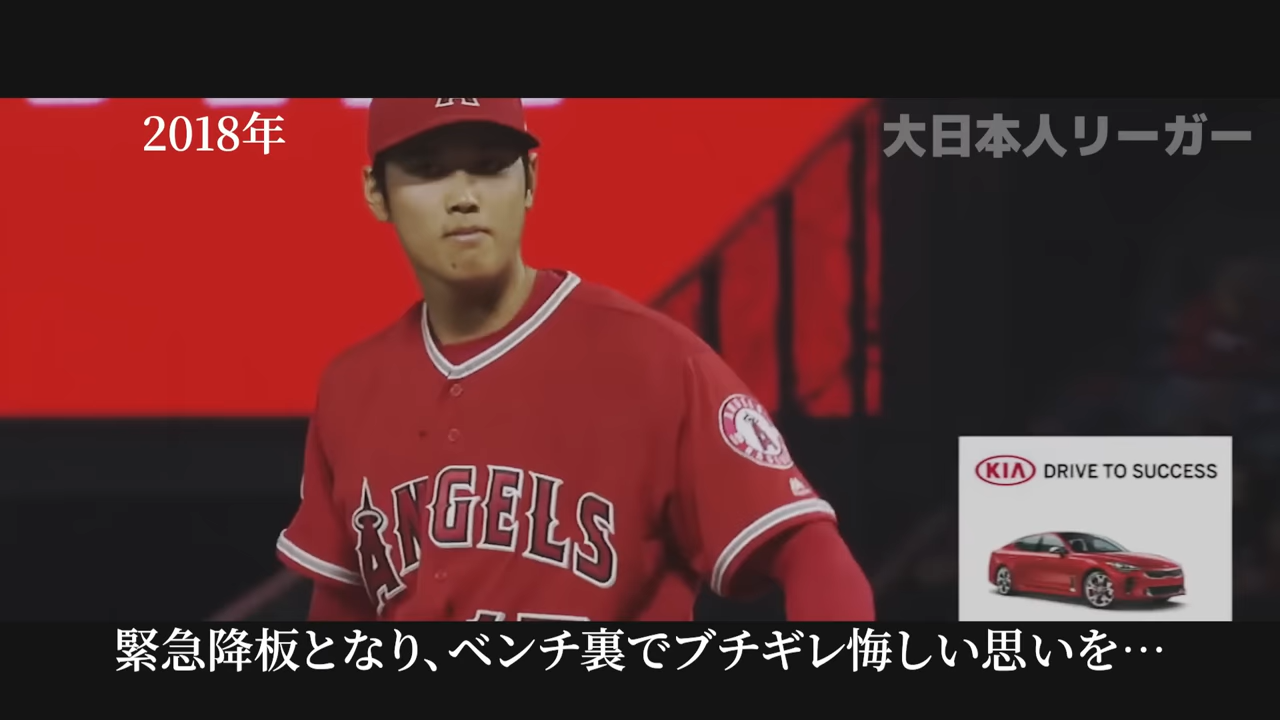 2018年
大日本人リーガー
A
ANGELS
KIA DRIVE TO SUCCESS
緊急降板となり、ベンチ裏でブチギレ悔しい思いを…